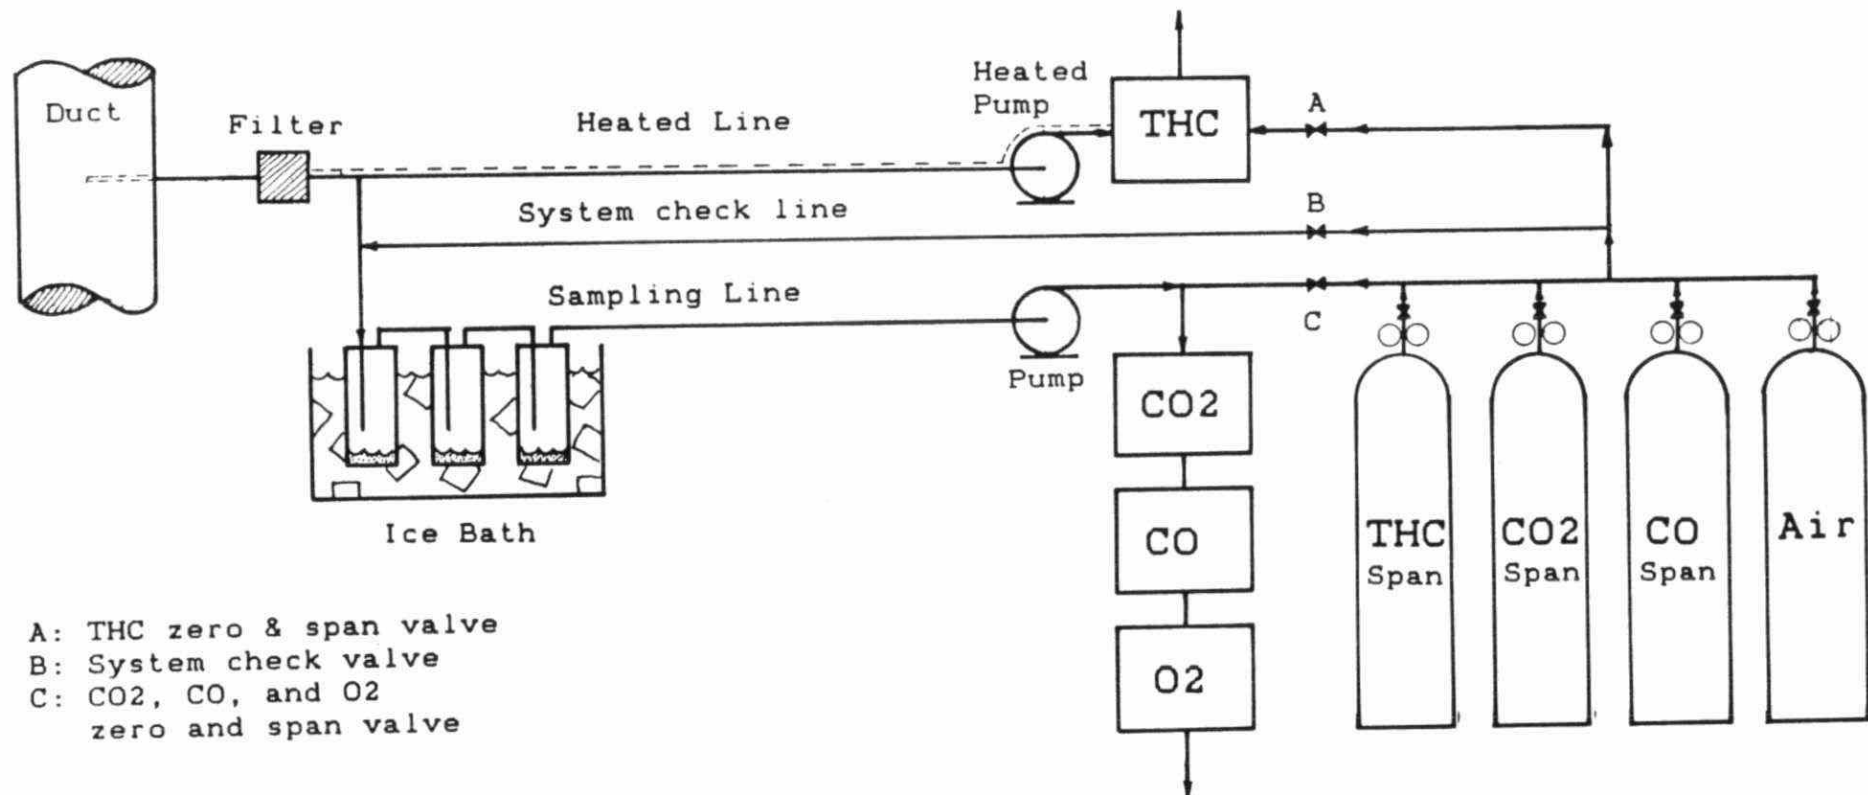 Duct
Filter
Heated Line
Heated
Pump
THC
A
System check line
B
Sampling Line
C
Pump
CO2
CO
O2
Ice Bath
THC
Span
CO2
Span
CO
Span
Air
A: THC zero & span valve
B: System check valve
C: CO2, CO, and O2
zero and span valve